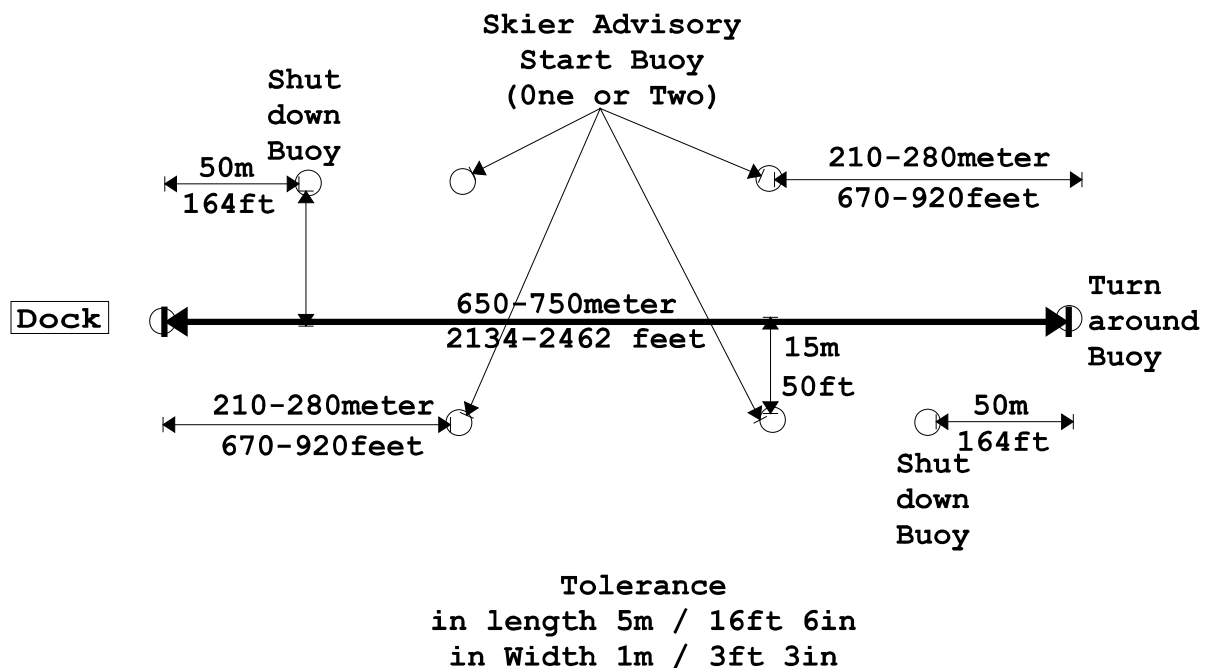 Skier Advisory
Start Buoy
(One or Two)
Shut
down
Buoy
50m
164ft
210-280meter
670-920feet
Dock
650-750meter
2134-2462 feet
Turn
around
Buoy
15m
50ft
210-280meter
670-920feet
50m
164ft
Shut
down
Buoy
Tolerance
in length 5m / 16ft 6in
in Width 1m / 3ft 3in